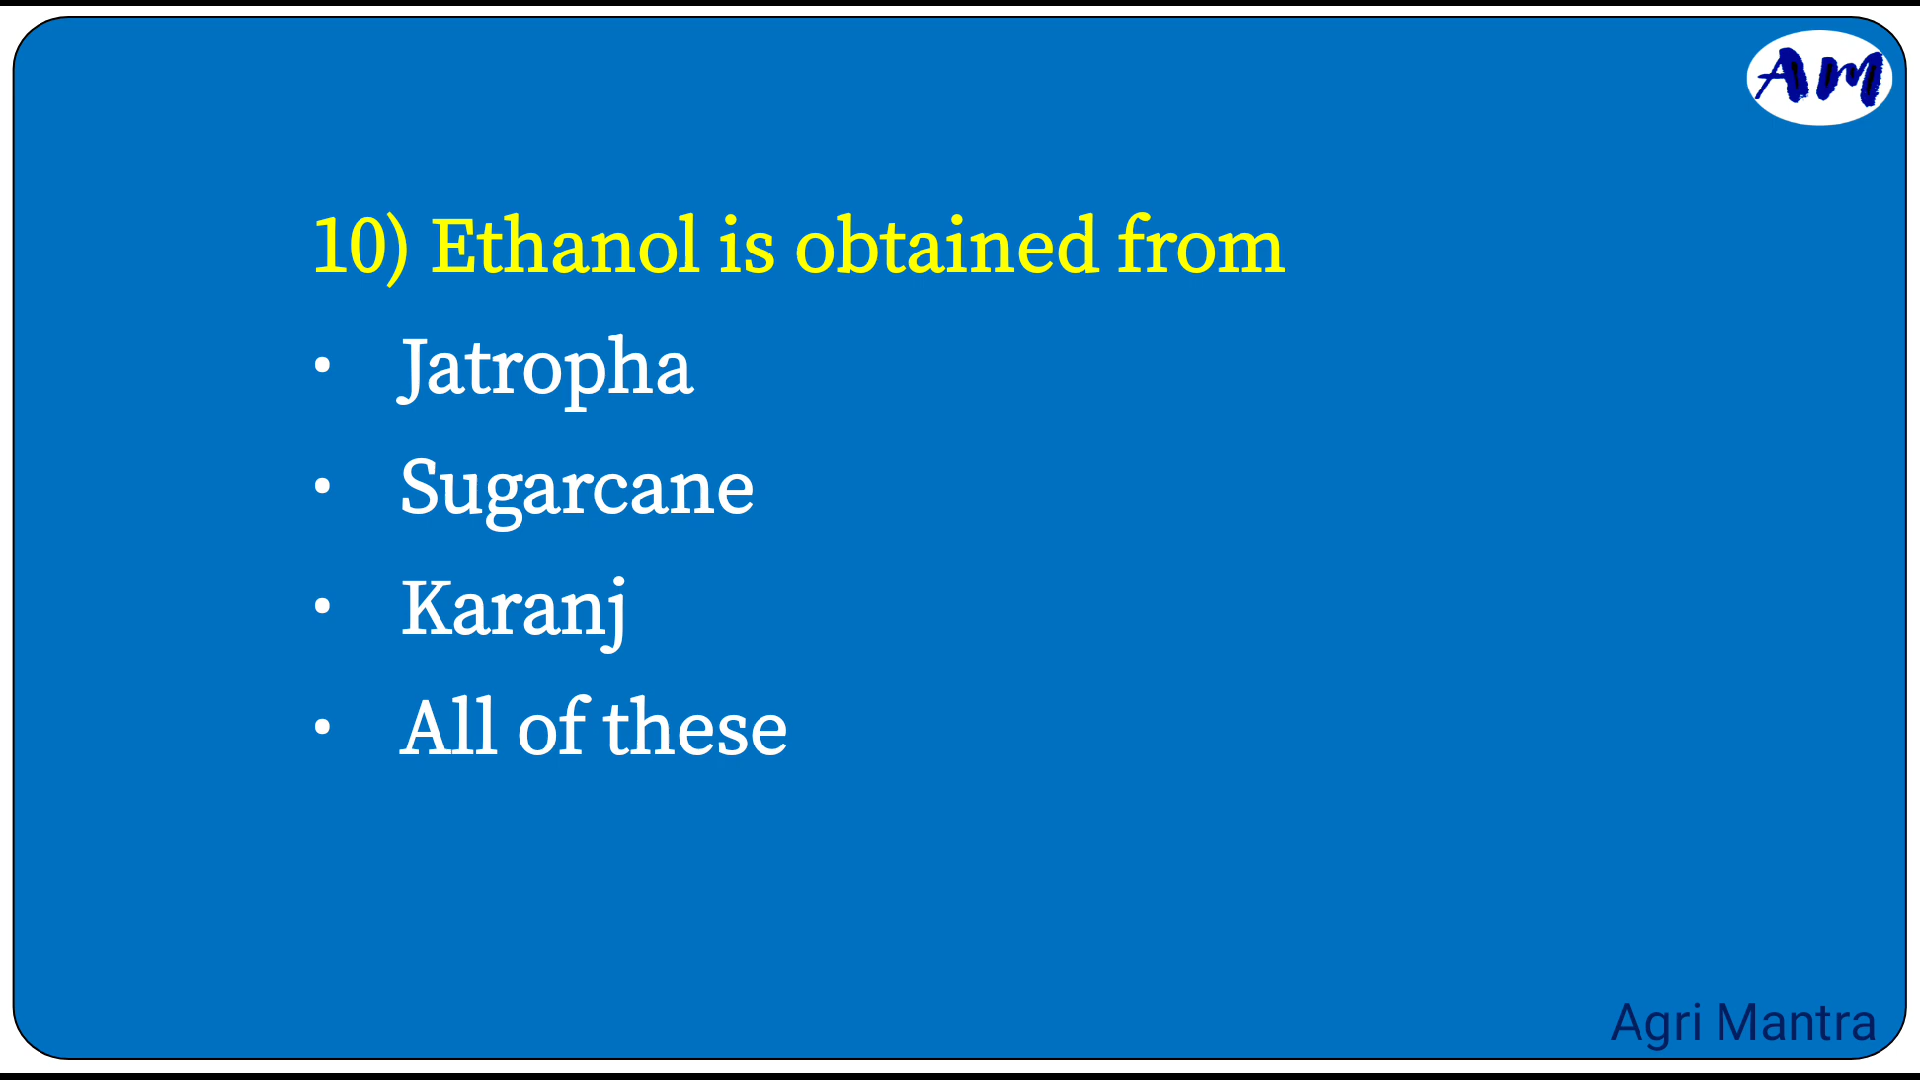 AM
10) Ethanol is obtained from
• Jatropha
• Sugarcane
• Karanj
• All of these
Agri Mantra